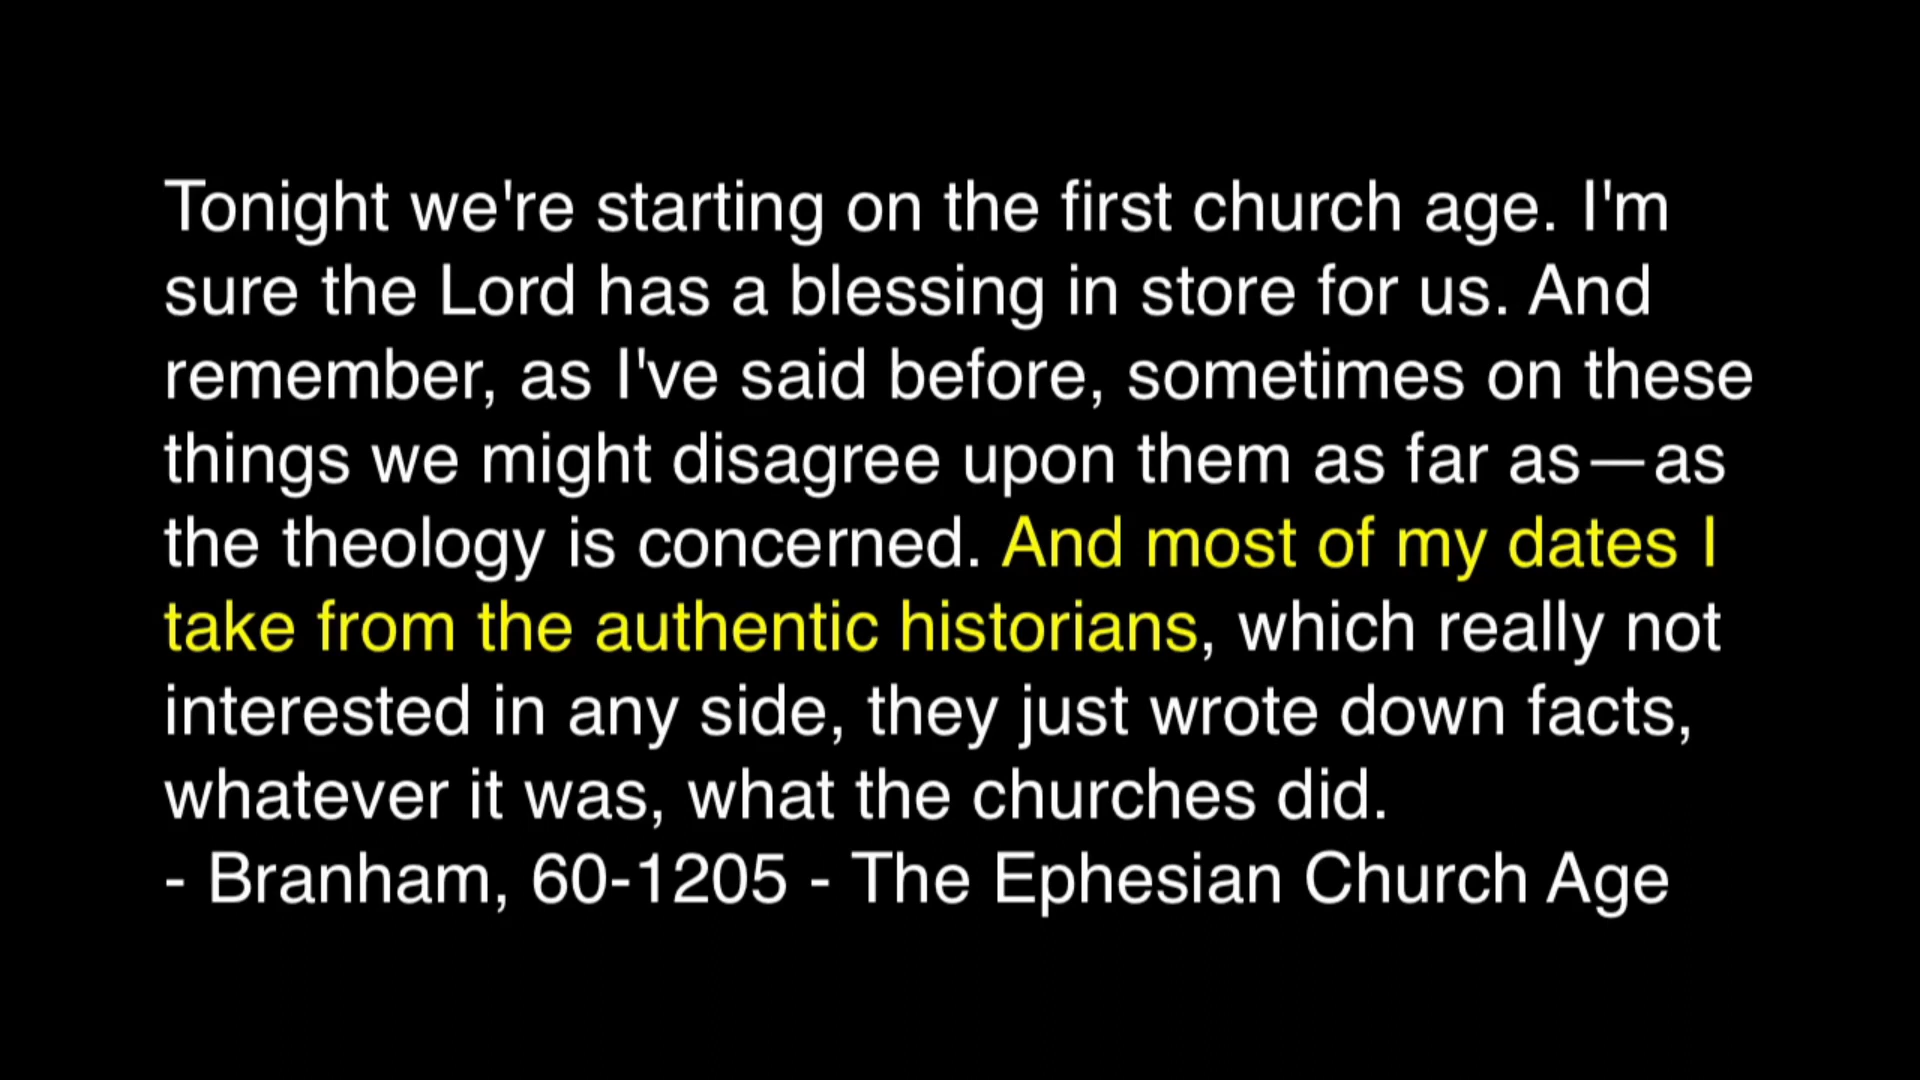 Tonight we're starting on the first church age. I'm
sure the Lord has a blessing in store for us. And
remember, as I've said before, sometimes on these
things we might disagree upon them as far as—as
the theology is concerned. And most of my dates I
take from the authentic historians, which really not
interested in any side, they just wrote down facts,
whatever it was, what the churches did.
- Branham, 60-1205 - The Ephesian Church Age